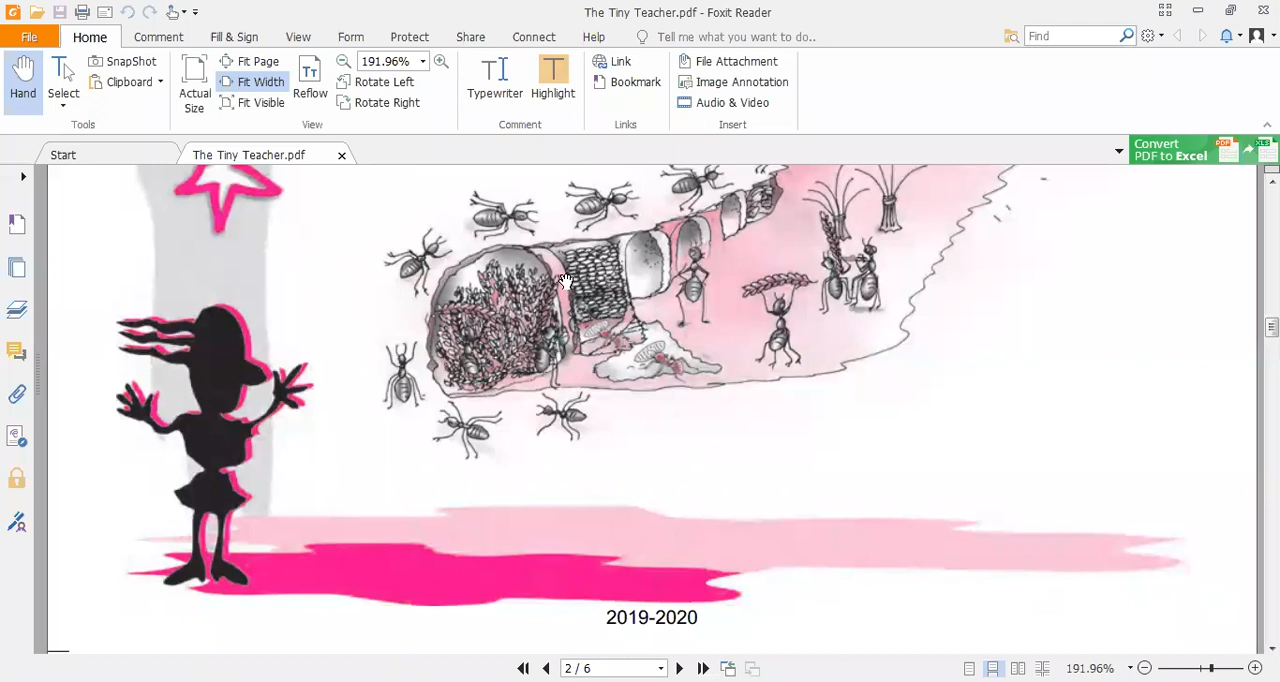 The Tiny Teacher.pdf - Foxit Reader
File Home Comment Fill & Sign View Form Protect Share Connect Help Tell me what you want to do.. Find
Hand
Select
SnapShot
Clipboard
Tools
Actual Size
Fit Page
Fit Width
Fit Visible
Reflow
191.96%
Rotate Left
Rotate Right
View
Typewriter
Highlight
Comment
Link
Bookmark
Links
File Attachment
Image Annotation
Audio & Video
Insert
Start
The Tiny Teacher.pdf
Convert
PDF to Excel
2019-2020
2 / 6
191.96%